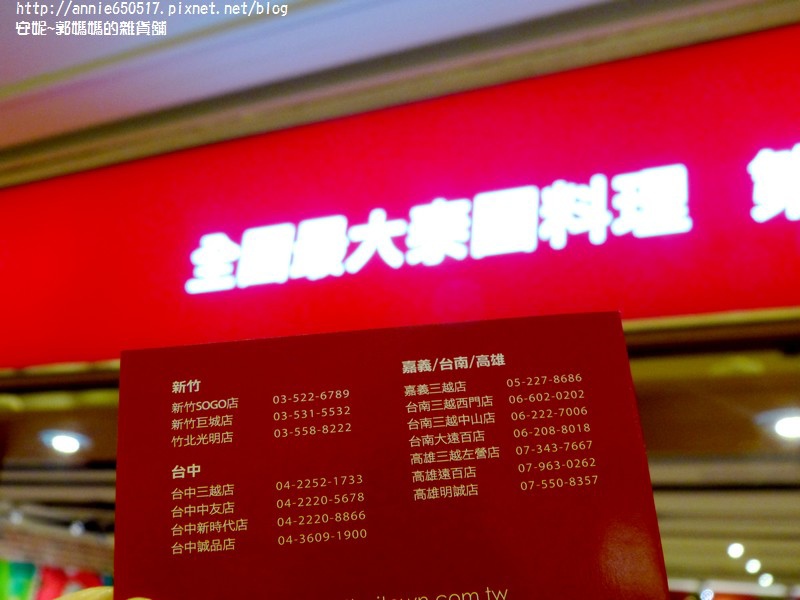 http://annie650517.pixnet.net/blog
安妮~郭媽媽的雜貨舖
全國最大泰國料理 第
新竹
新竹SOGO店 03-522-6789
新竹巨城店 03-531-5532
竹北光明店 03-558-8222
台中
台中三越店 04-2252-1733
台中中友店 04-2220-5678
台中新時代店 04-2220-8866
台中誠品店 04-3609-1900
嘉義/台南/高雄
嘉義三越店 05-227-8686
台南三越西門店 06-602-0202
台南三越中山店 06-222-7006
台南大遠百店 06-208-8018
高雄三越左營店 07-343-7667
高雄遠百店 07-963-0262
高雄明誠店 07-550-8357
town.com.tw